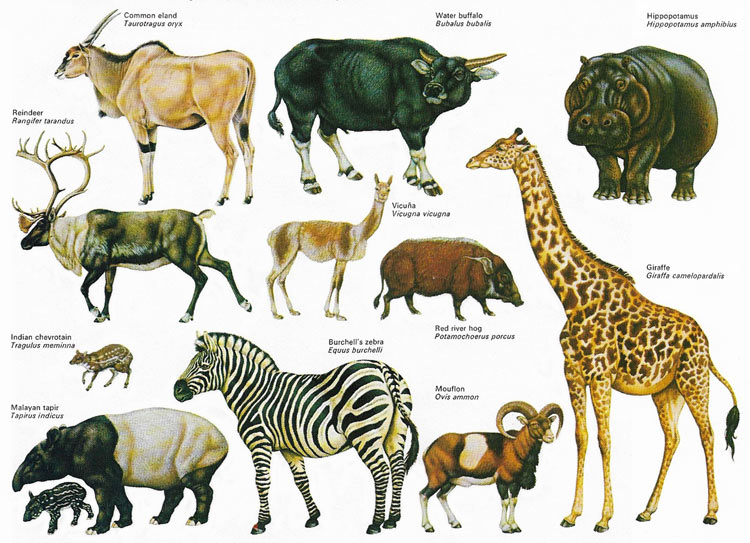 Common eland
Taurotragus oryx
Water buffalo
Bubalus bubalis
Hippopotamus
Hippopotamus amphibius
Reindeer
Rangifer tarandus
Vicuña
Vicugna vicugna
Giraffe
Giraffa camelopardalis
Red river hog
Potamochoerus porcus
Indian chevrotain
Tragulus meminna
Burchell's zebra
Equus burchelli
Mouflon
Ovis ammon
Malayan tapir
Tapirus indicus